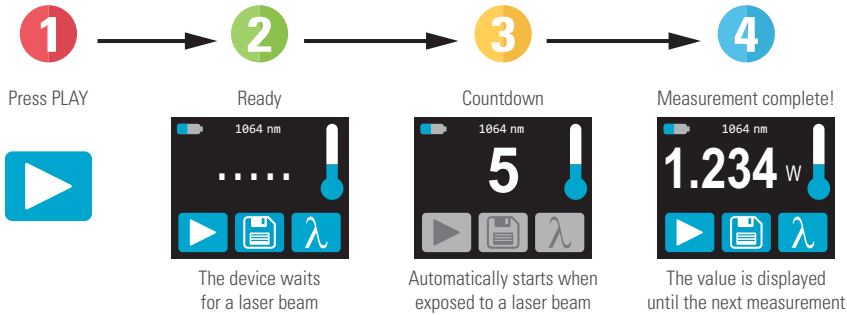 1
2
3
4
Press PLAY
Ready
Countdown
Measurement complete!
1064 nm
.....
λ
1064 nm
5
λ
1064 nm
1.234 W
λ
The device waits
for a laser beam
Automatically starts when
exposed to a laser beam
The value is displayed
until the next measurement